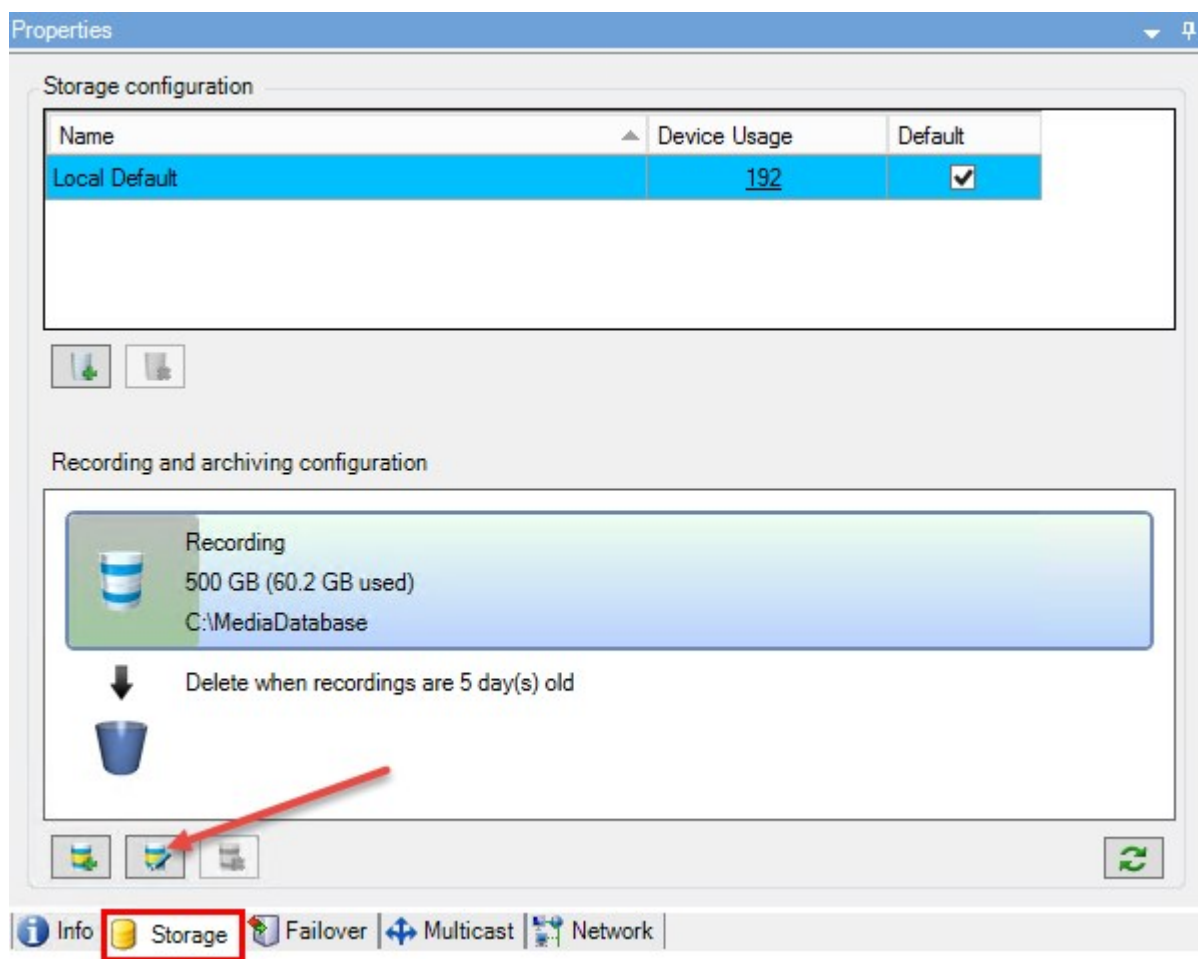 Properties
Storage configuration
Name Device Usage Default
Local Default 192
Recording and archiving configuration
Recording
500 GB (60.2 GB used)
C:\MediaDatabase
Delete when recordings are 5 day(s) old
Info Storage Failover Multicast Network